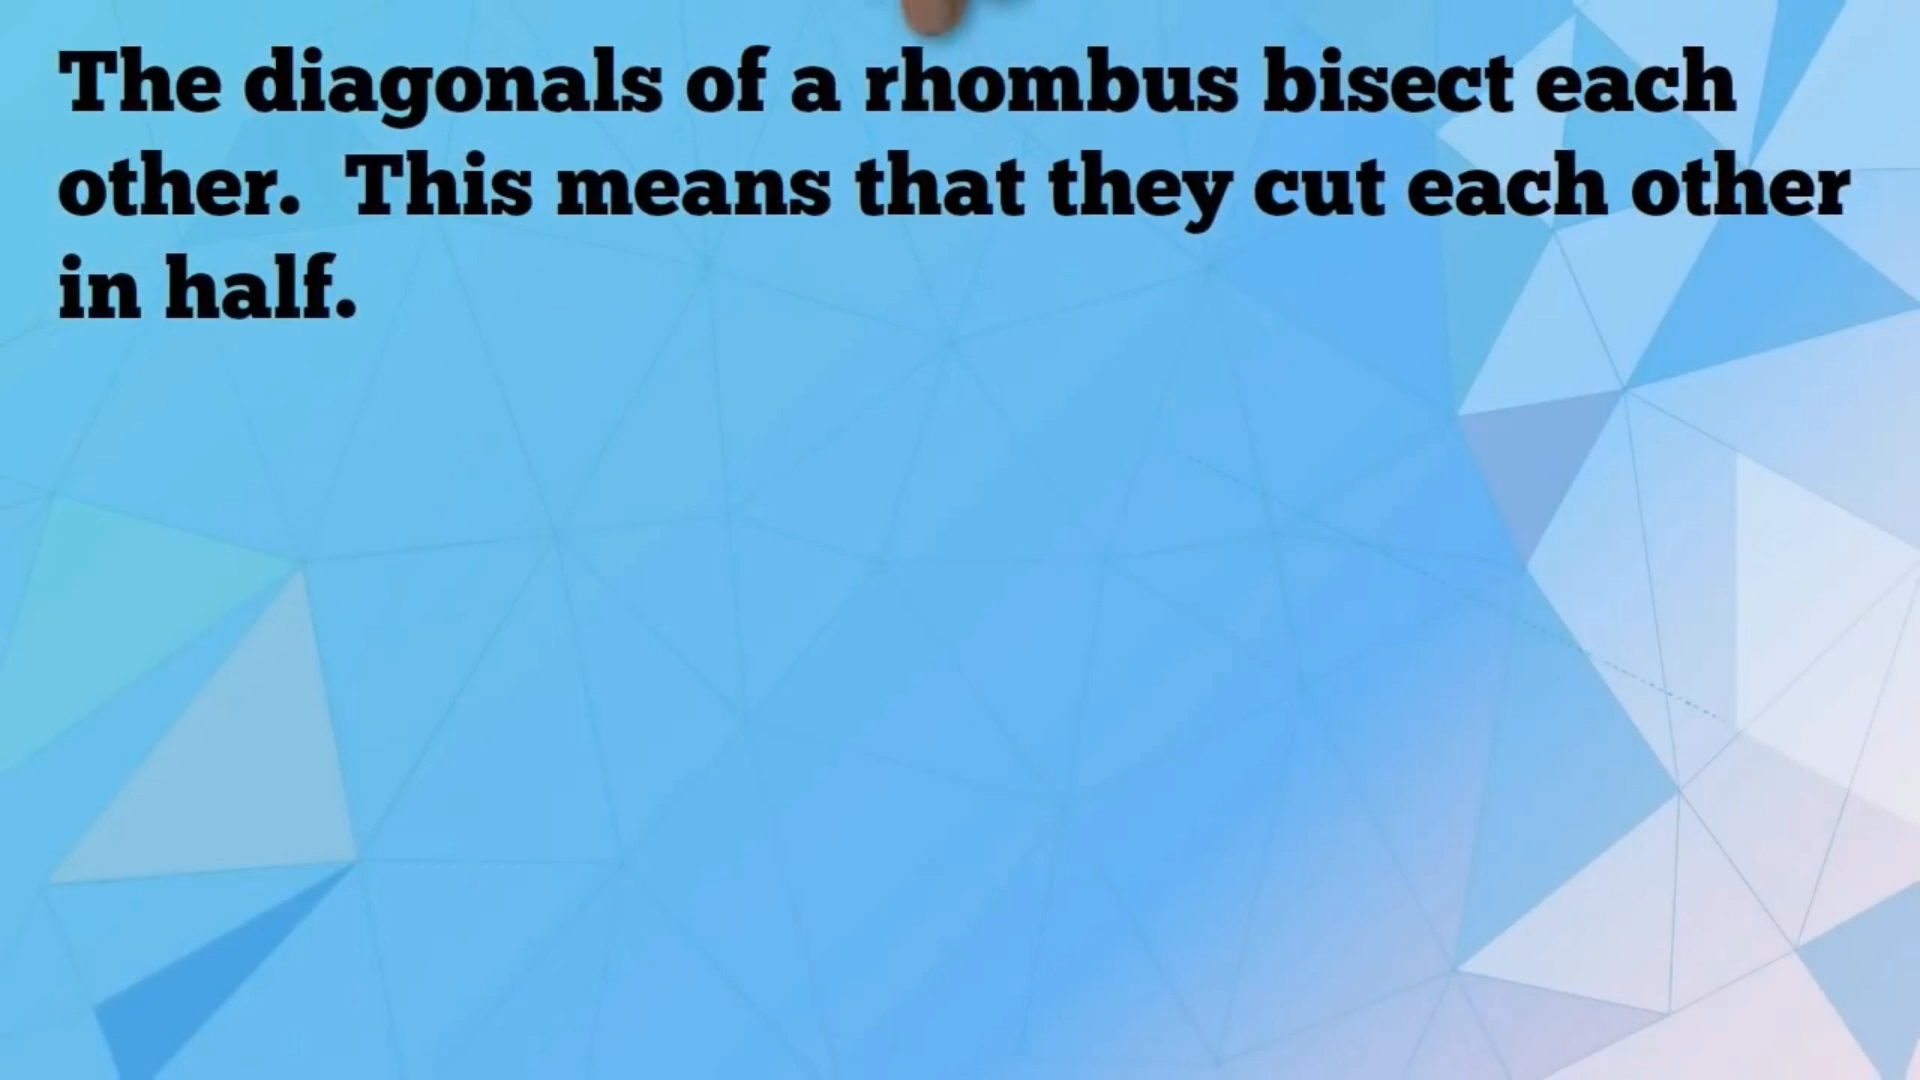 The diagonals of a rhombus bisect each
other.  This means that they cut each other
in half.